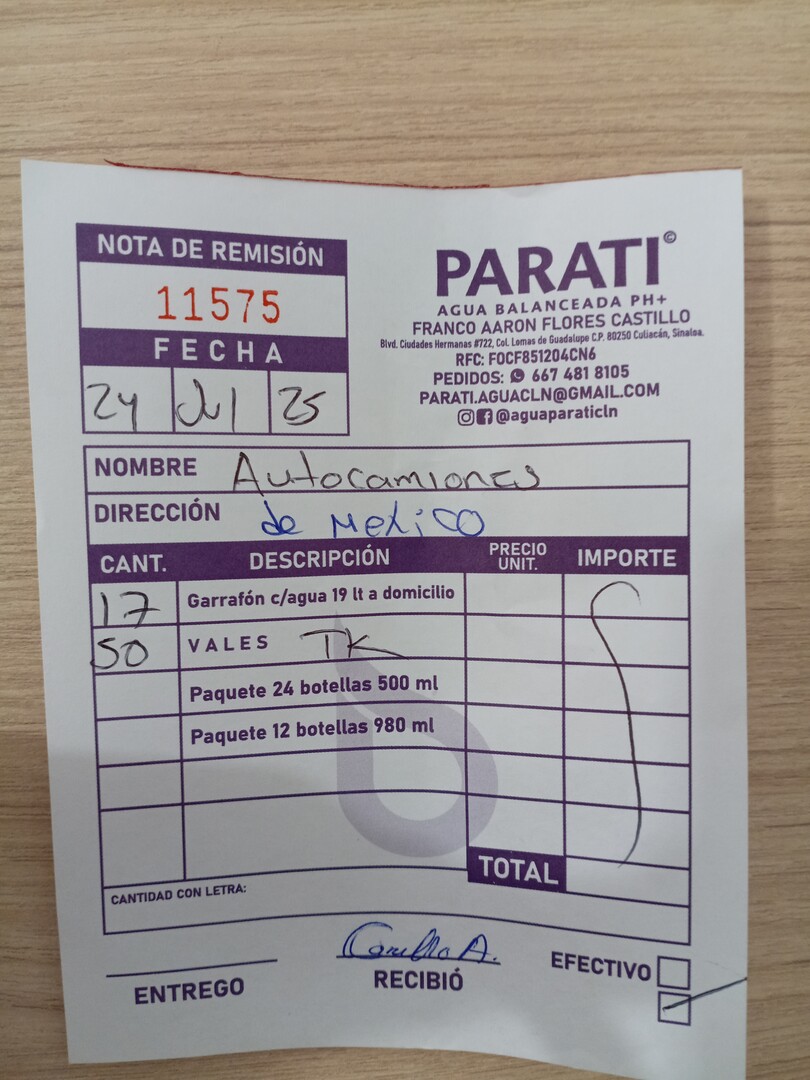 NOTA DE REMISIÓN
11575
FECHA
24 Jul 25
PARATI©
AGUA BALANCEADA PH+
FRANCO AARON FLORES CASTILLO
Blvd. Ciudades Hermanas #722, Col. Lomas de Guadalupe C.P. 80250 Culiacán, Sinaloa.
RFC: FOCF851204CN6
PEDIDOS: 667 481 8105
PARATI.AGUACLN@GMAIL.COM
@aguaparaticln
NOMBRE Autocamiones
DIRECCIÓN de Mexico
CANT. DESCRIPCIÓN PRECIO UNIT. IMPORTE
17 Garrafón c/agua 19 lt a domicilio
50 VALES TK
Paquete 24 botellas 500 ml
Paquete 12 botellas 980 ml
TOTAL
CANTIDAD CON LETRA:
ENTREGO
A.
RECIBIÓ
EFECTIVO